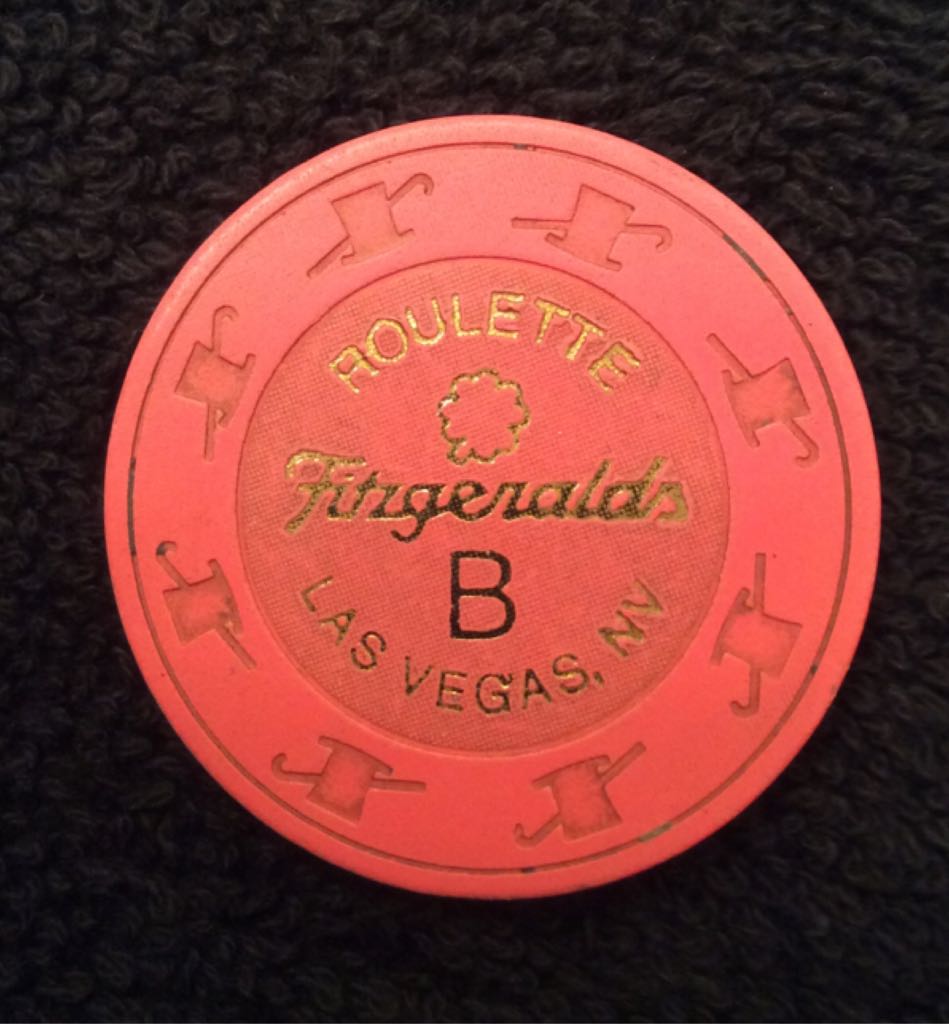 ROULETTE
Fitzgeralds
B
LAS VEGAS, NV